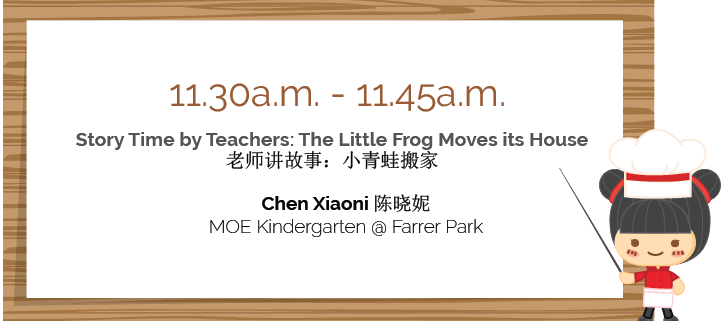 11.30a.m. - 11.45a.m.
Story Time by Teachers: The Little Frog Moves its House
老师讲故事：小青蛙搬家
Chen Xiaoni 陈晓妮
MOE Kindergarten @ Farrer Park